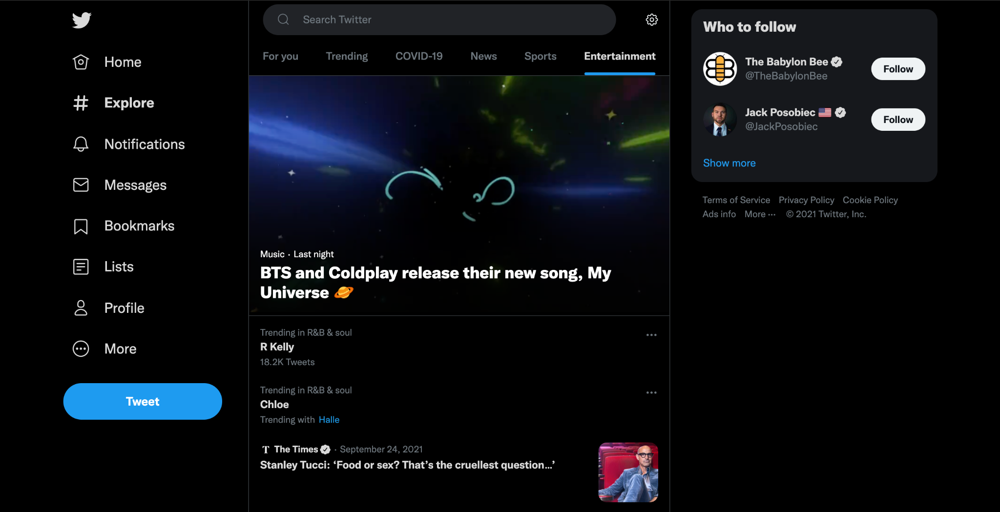 Home
Explore
Notifications
Messages
Bookmarks
Lists
Profile
More
Tweet
Search Twitter
For you
Trending
COVID-19
News
Sports
Entertainment
Music · Last night
BTS and Coldplay release their new song, My
Universe 🪐
Trending in R&B & soul
R Kelly
18.2K Tweets
Trending in R&B & soul
Chloe
Trending with Halle
T The Times · September 24, 2021
Stanley Tucci: ‘Food or sex? That’s the cruellest question…’
Who to follow
The Babylon Bee
@TheBabylonBee
Follow
Jack Posobiec 🇺🇸
@JackPosobiec
Follow
Show more
Terms of Service Privacy Policy Cookie Policy
Ads info More ··· © 2021 Twitter, Inc.